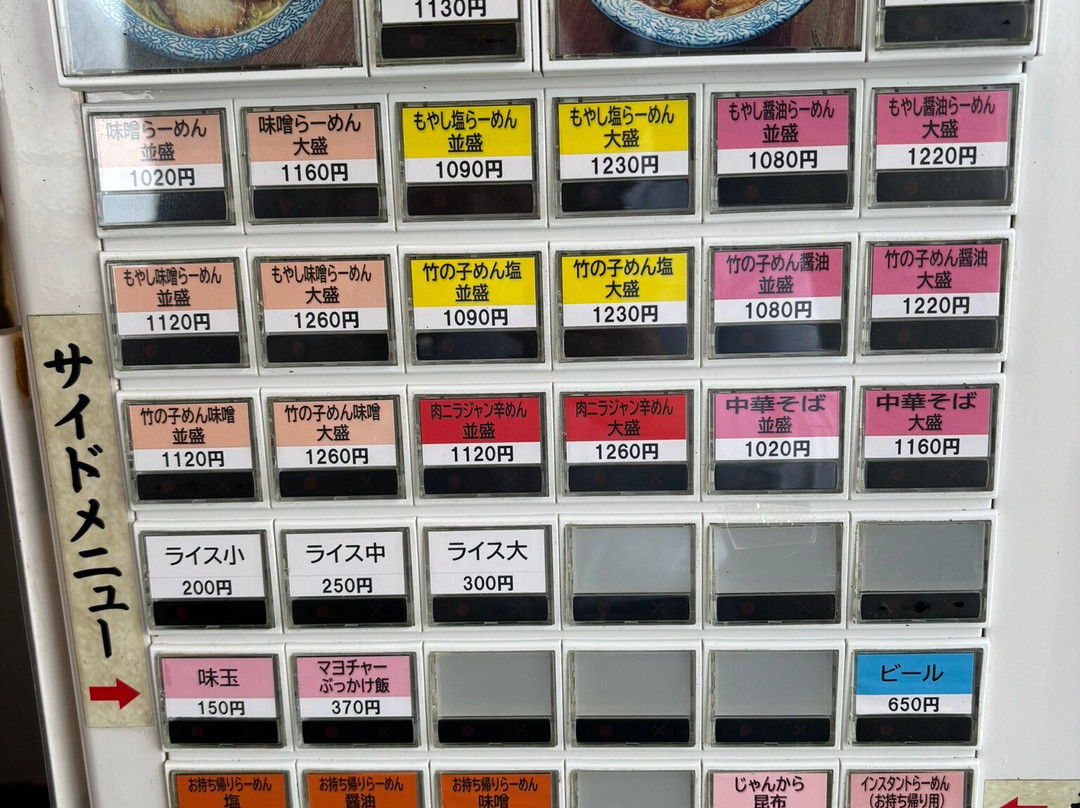 1130円
味噌らーめん
並盛
1020円
味噌らーめん
大盛
1160円
もやし塩らーめん
並盛
1090円
もやし塩らーめん
大盛
1230円
もやし醤油らーめん
並盛
1080円
もやし醤油らーめん
大盛
1220円
もやし味噌らーめん
並盛
1120円
もやし味噌らーめん
大盛
1260円
竹の子めん塩
並盛
1090円
竹の子めん塩
大盛
1230円
竹の子めん醤油
並盛
1080円
竹の子めん醤油
大盛
1220円
竹の子めん味噌
並盛
1120円
竹の子めん味噌
大盛
1260円
肉ニラジャン辛めん
並盛
1120円
肉ニラジャン辛めん
大盛
1260円
中華そば
並盛
1020円
中華そば
大盛
1160円
サイドメニュー
ライス小
200円
ライス中
250円
ライス大
300円
味玉
150円
マヨチャー
ぶっかけ飯
370円
ビール
650円
お持ち帰りらーめん
塩
お持ち帰りらーめん
醤油
お持ち帰りらーめん
味噌
じゃんから
昆布
インスタントらーめん
(お持ち帰り用)